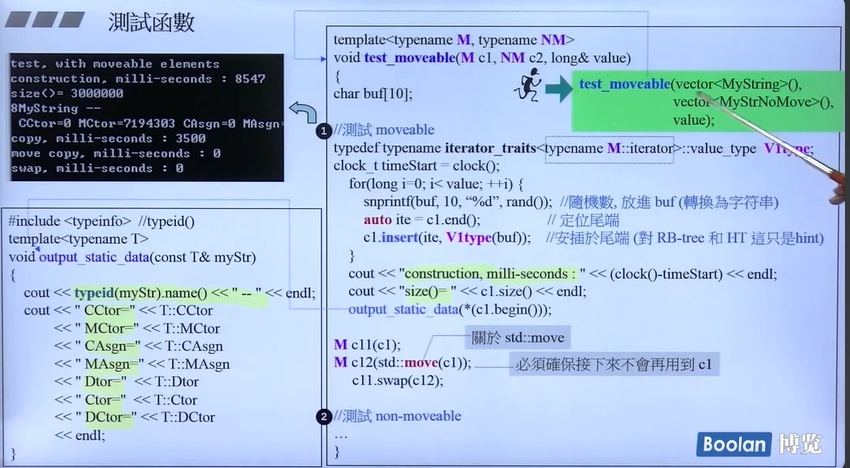 測試函數
test, with moveable elements
construction, milli-seconds : 8547
size()= 3000000
8MyString --
CCtor=0 MCtor=7194303 CAsgn=0 MAsgn=
copy, milli-seconds : 3500
move copy, milli-seconds : 0
swap, milli-seconds : 0
#include <typeinfo> //typeid()
template<typename T>
void output_static_data(const T& myStr)
{
cout << typeid(myStr).name() << " -- " << endl;
cout << " CCtor=" << T::CCtor
<< " MCtor=" << T::MCtor
<< " CAsgn=" << T::CAsgn
<< " MAsgn=" << T::MAsgn
<< " Dtor=" << T::Dtor
<< " Ctor=" << T::Ctor
<< " DCtor=" << T::DCtor
<< endl;
}
template<typename M, typename NM>
void test_moveable(M c1, NM c2, long& value)
{
char buf[10];
test_moveable(vector<MyString>(),
vector<MyStrNoMove>(),
value);
1 //測試 moveable
typedef typename iterator_traits<typename M::iterator>::value_type V1type;
clock_t timeStart = clock();
for(long i=0; i< value; ++i) {
snprintf(buf, 10, "%d", rand()); //隨機數, 放進 buf (轉換為字符串)
auto ite = c1.end(); // 定位尾端
c1.insert(ite, V1type(buf)); //安插於尾端 (對 RB-tree 和 HT 這只是hint)
}
cout << "construction, milli-seconds : " << (clock()-timeStart) << endl;
cout << "size()= " << c1.size() << endl;
output_static_data(*(c1.begin()));
關於 std::move
M c11(c1);
M c12(std::move(c1));
必須確保接下來不會再用到 c1
c11.swap(c12);
2 //測試 non-moveable
...
}
Boolan 博览